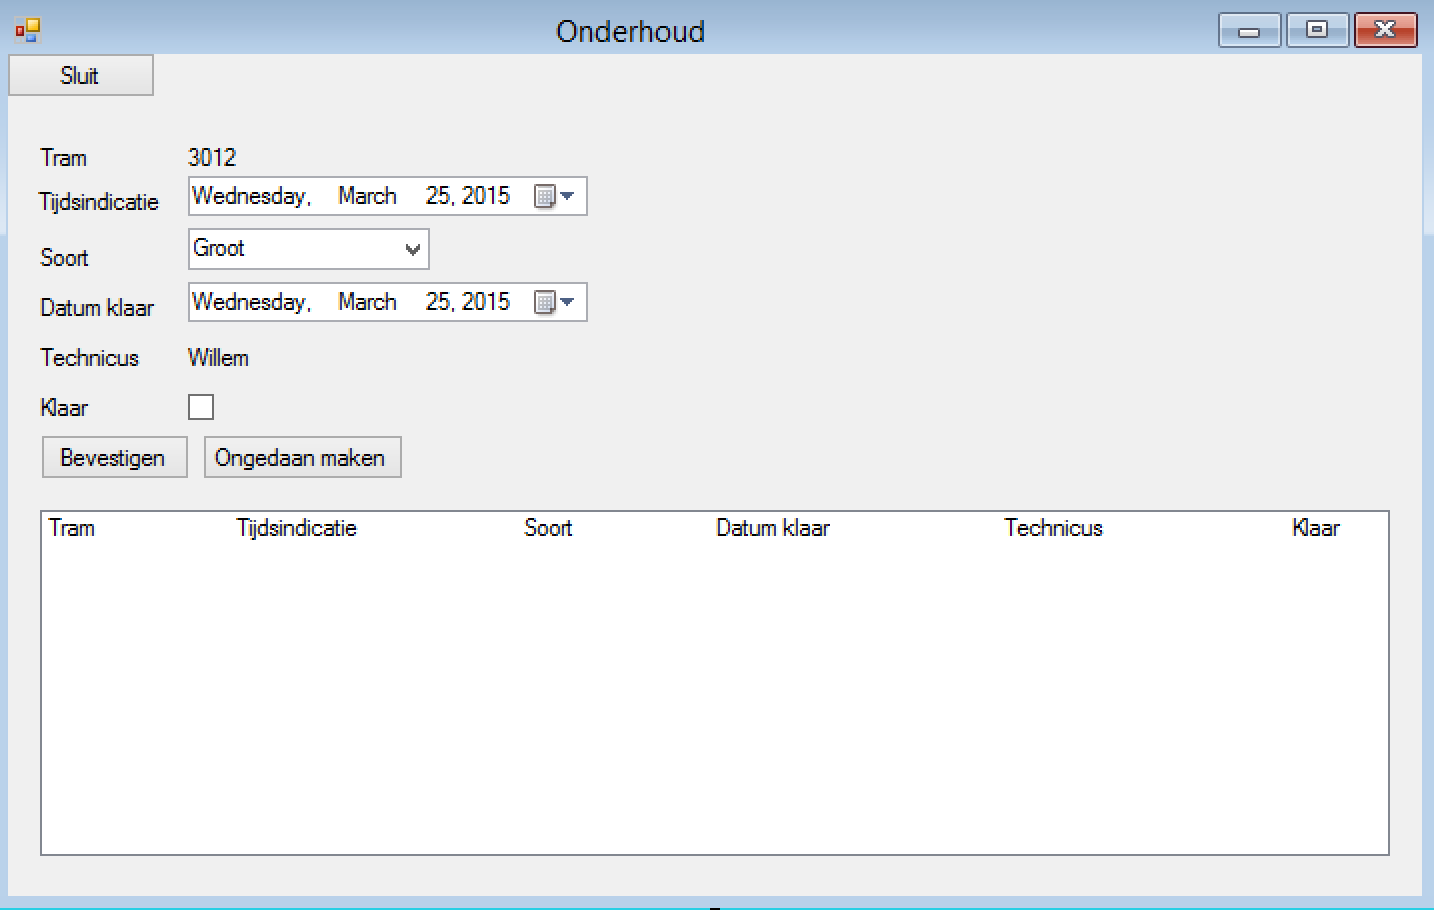 Onderhoud
Sluit
Tram 3012
Tijdsindicatie Wednesday, March 25, 2015
Soort Groot
Datum klaar Wednesday, March 25, 2015
Technicus Willem
Klaar
Bevestigen Ongedaan maken
Tram Tijdsindicatie Soort Datum klaar Technicus Klaar